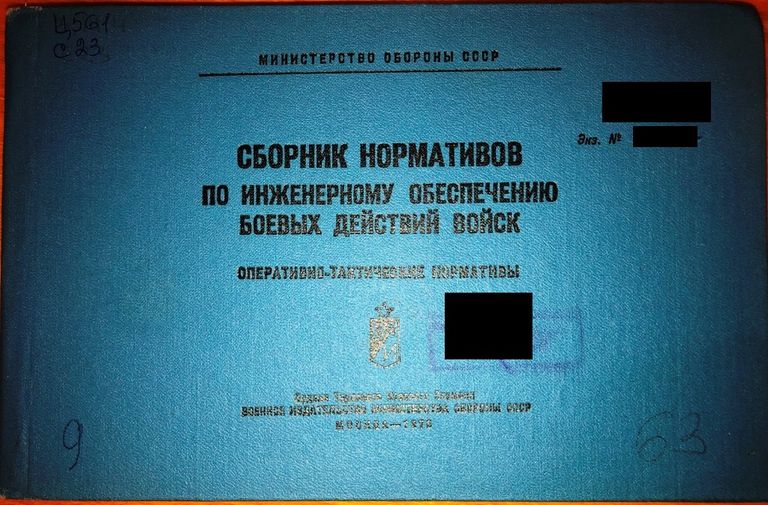 Ц561
С23
МИНИСТЕРСТВО ОБОРОНЫ СССР
Экз. №
СБОРНИК НОРМАТИВОВ
ПО ИНЖЕНЕРНОМУ ОБЕСПЕЧЕНИЮ
БОЕВЫХ ДЕЙСТВИЙ ВОЙСК
ОПЕРАТИВНО-ТАКТИЧЕСКИЕ НОРМАТИВЫ
Ордена Трудового Красного Знамени
ВОЕННОЕ ИЗДАТЕЛЬСТВО МИНИСТЕРСТВА ОБОРОНЫ СССР
МОСКВА—1970
9
63